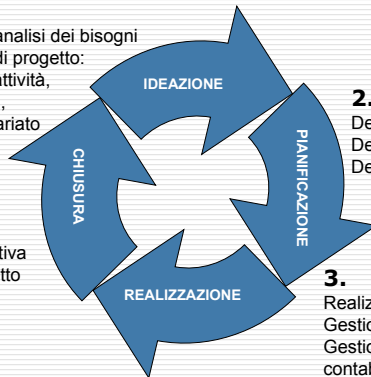 analisi dei bisogni
di progetto:
attività,
,
ariato
IDEAZIONE
2.
De
De
De
PIANIFICAZIONE
3.
Realiz
Gestio
Gestio
contab
REALIZZAZIONE
tiva
tto
CHIUSURA